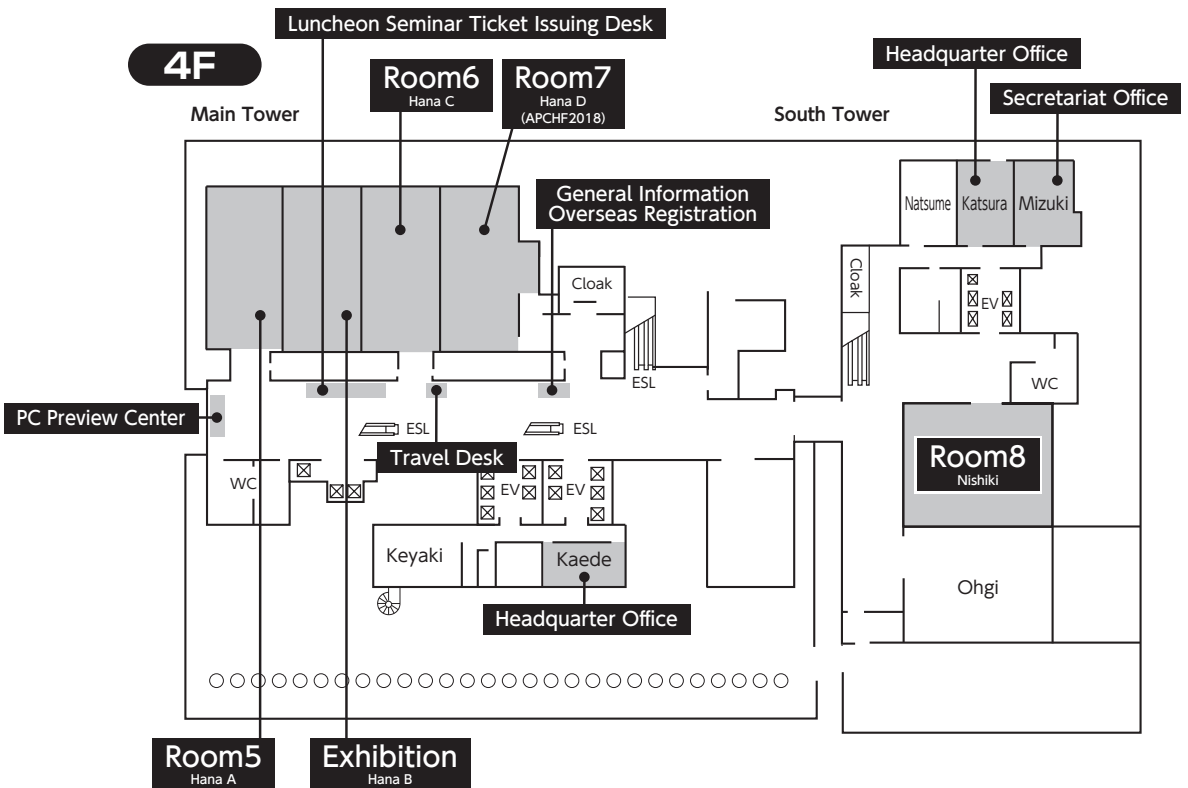 Luncheon Seminar Ticket Issuing Desk
4F
Headquarter Office
Room6
Hana C
Room7
Hana D
(APCHF2018)
Secretariat Office
Main Tower
South Tower
General Information
Overseas Registration
Natsume
Katsura
Mizuki
Cloak
Cloak
EV
ESL
WC
PC Preview Center
ESL
ESL
Travel Desk
Room8
Nishiki
WC
EV
EV
Keyaki
Kaede
Ohgi
Headquarter Office
Room5
Hana A
Exhibition
Hana B